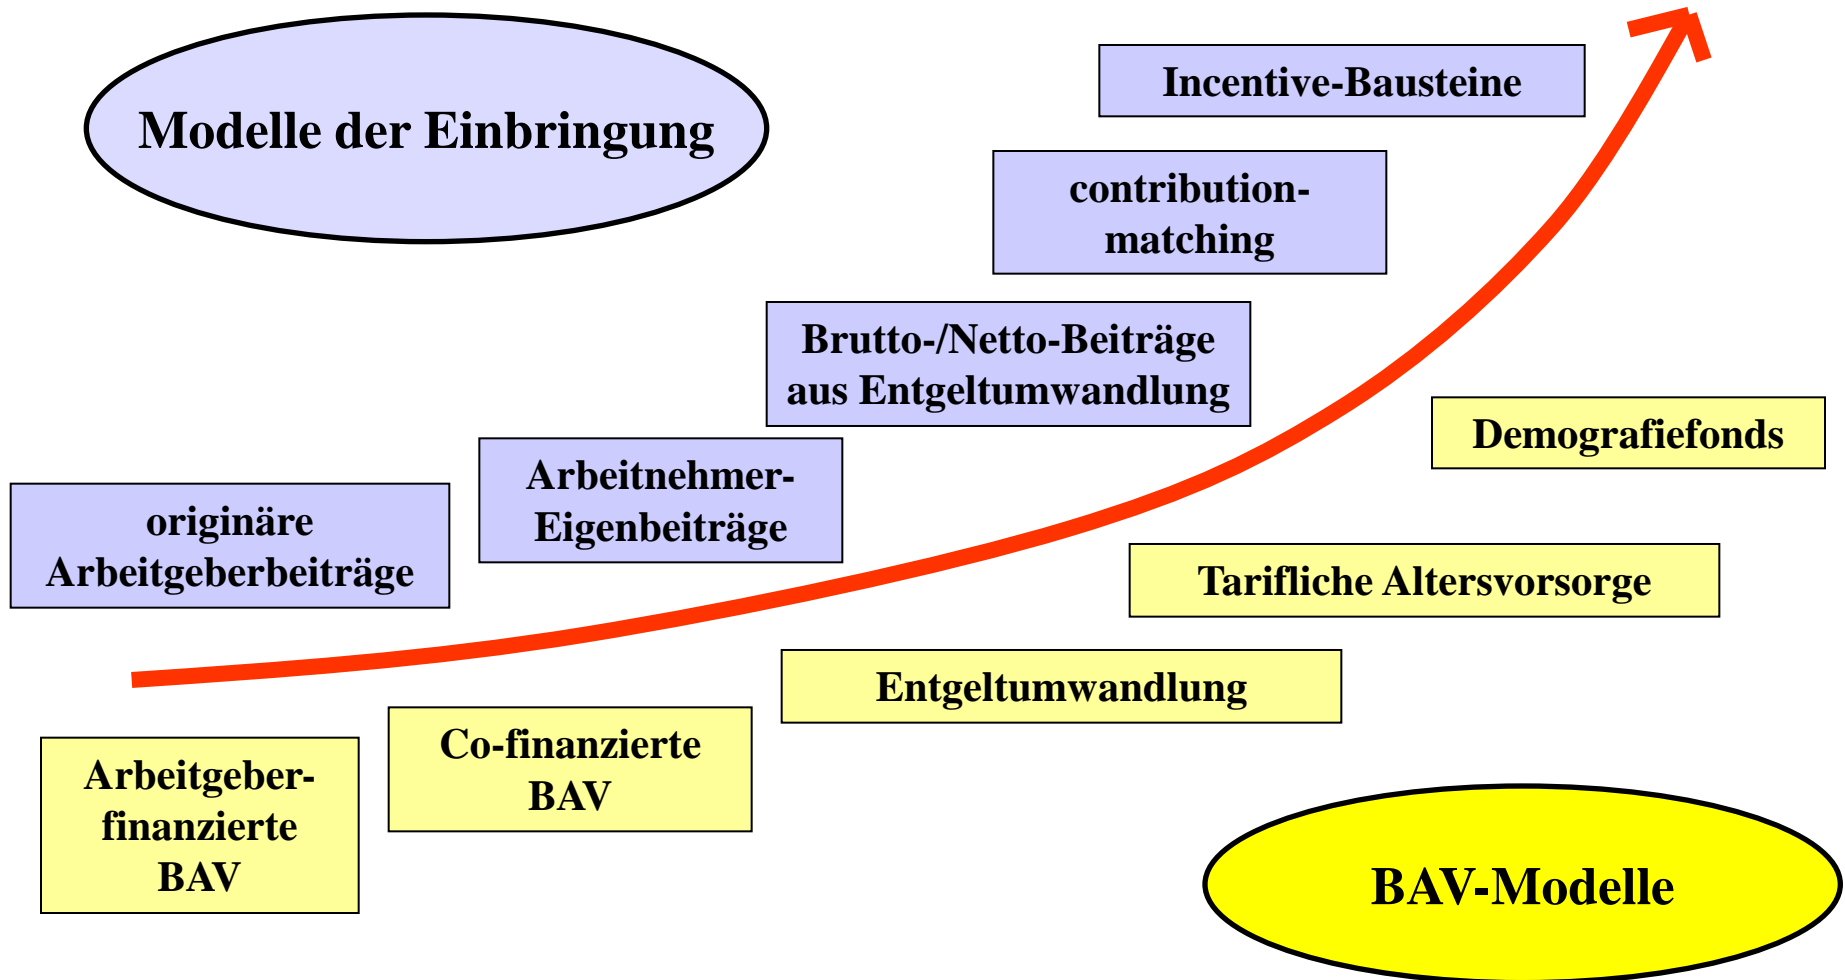 Modelle der Einbringung
Incentive-Bausteine
contribution-
matching
Brutto-/Netto-Beiträge
aus Entgeltumwandlung
Arbeitnehmer-
Eigenbeiträge
originäre
Arbeitgeberbeiträge
Demografiefonds
Tarifliche Altersvorsorge
Entgeltumwandlung
Co-finanzierte
BAV
Arbeitgeber-
finanzierte
BAV
BAV-Modelle